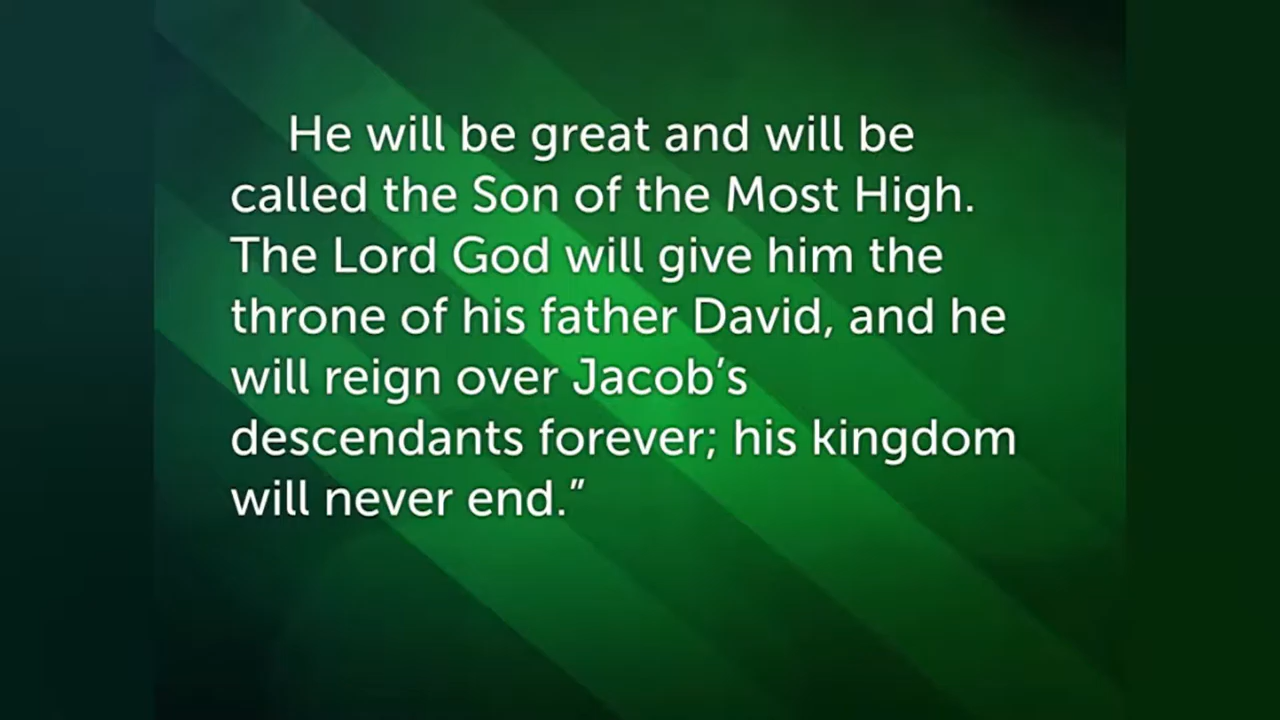 He will be great and will be
called the Son of the Most High.
The Lord God will give him the
throne of his father David, and he
will reign over Jacob’s
descendants forever; his kingdom
will never end.”